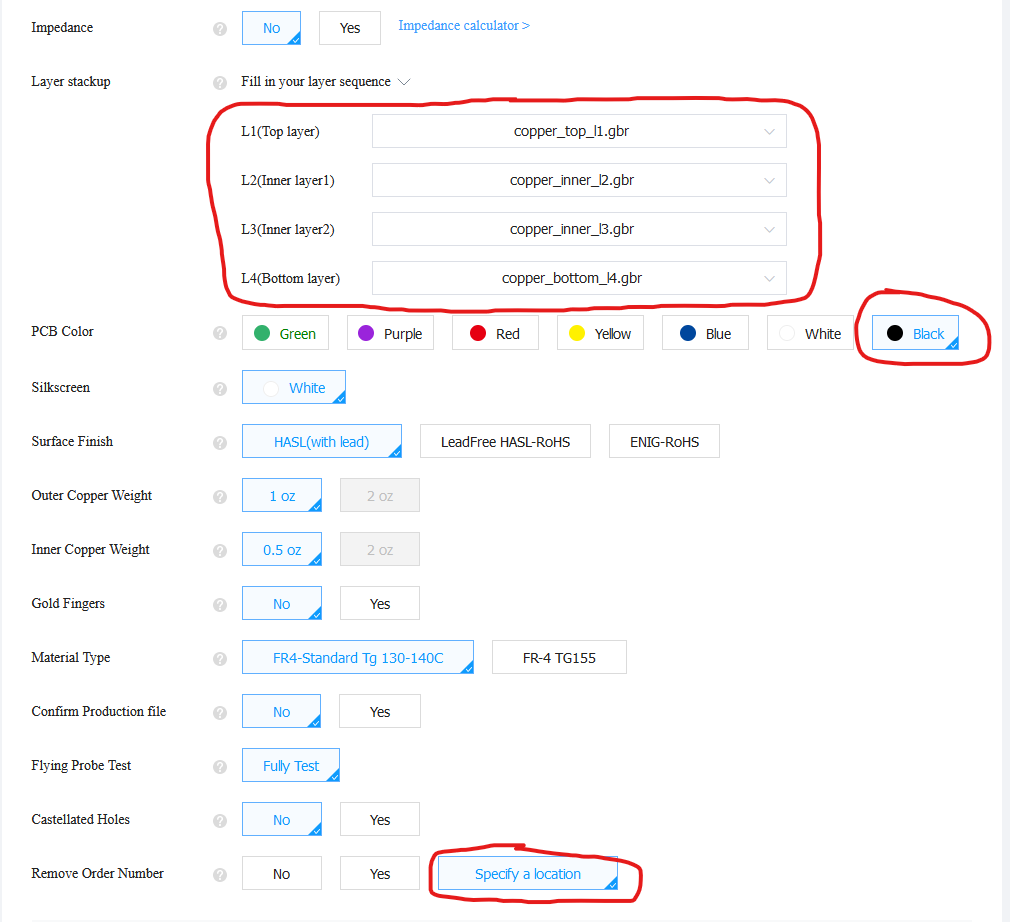 Impedance No Yes Impedance calculator >
Layer stackup Fill in your layer sequence
L1(Top layer) copper_top_l1.gbr
L2(Inner layer1) copper_inner_l2.gbr
L3(Inner layer2) copper_inner_l3.gbr
L4(Bottom layer) copper_bottom_l4.gbr
PCB Color Green Purple Red Yellow Blue White Black
Silkscreen White
Surface Finish HASL(with lead) LeadFree HASL-RoHS ENIG-RoHS
Outer Copper Weight 1 oz 2 oz
Inner Copper Weight 0.5 oz 2 oz
Gold Fingers No Yes
Material Type FR4-Standard Tg 130-140C FR-4 TG155
Confirm Production file No Yes
Flying Probe Test Fully Test
Castellated Holes No Yes
Remove Order Number No Yes Specify a location